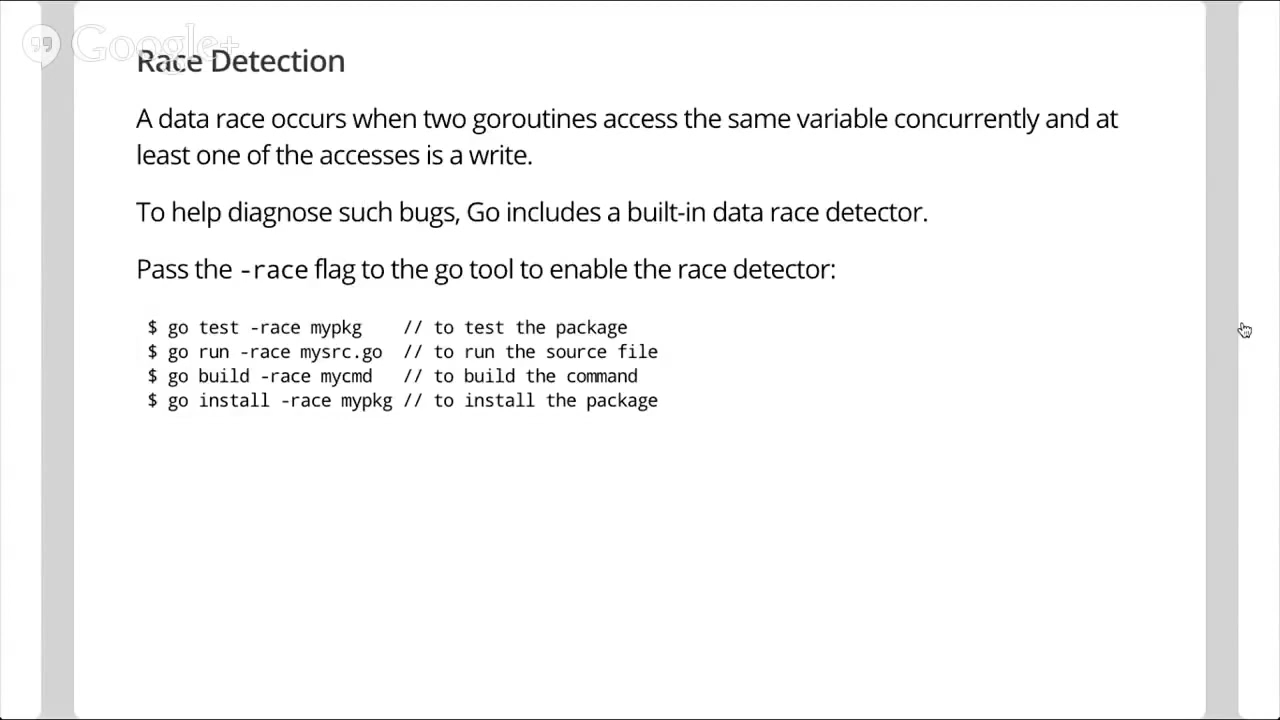 Google+
Race Detection
A data race occurs when two goroutines access the same variable concurrently and at
least one of the accesses is a write.
To help diagnose such bugs, Go includes a built-in data race detector.
Pass the -race flag to the go tool to enable the race detector:
$ go test -race mypkg    // to test the package
$ go run -race mysrc.go  // to run the source file
$ go build -race mycmd   // to build the command
$ go install -race mypkg // to install the package